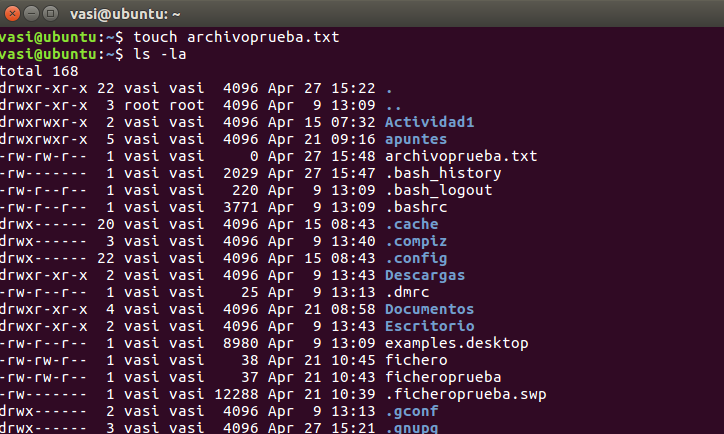 vasi@ubuntu: ~
vasi@ubuntu:~$ touch archivoprueba.txt
vasi@ubuntu:~$ ls -la
total 168
drwxr-xr-x 22 vasi vasi  4096 Apr 27 15:22 .
drwxr-xr-x  3 root root  4096 Apr  9 13:09 ..
drwxrwxr-x  2 vasi vasi  4096 Apr 15 07:32 Actividad1
drwxrwxr-x  5 vasi vasi  4096 Apr 21 09:16 apuntes
-rw-rw-r--  1 vasi vasi     0 Apr 27 15:48 archivoprueba.txt
-rw-------  1 vasi vasi  2029 Apr 27 15:47 .bash_history
-rw-r--r--  1 vasi vasi   220 Apr  9 13:09 .bash_logout
-rw-r--r--  1 vasi vasi  3771 Apr  9 13:09 .bashrc
drwx------ 20 vasi vasi  4096 Apr 15 08:43 .cache
drwx------  3 vasi vasi  4096 Apr  9 13:40 .compiz
drwx------ 22 vasi vasi  4096 Apr 15 08:43 .config
drwxr-xr-x  2 vasi vasi  4096 Apr  9 13:43 Descargas
-rw-r--r--  1 vasi vasi    25 Apr  9 13:13 .dmrc
drwxr-xr-x  4 vasi vasi  4096 Apr 21 08:58 Documentos
drwxr-xr-x  2 vasi vasi  4096 Apr  9 13:43 Escritorio
-rw-r--r--  1 vasi vasi  8980 Apr  9 13:09 examples.desktop
-rw-rw-r--  1 vasi vasi    38 Apr 21 10:45 fichero
-rw-rw-r--  1 vasi vasi    37 Apr 21 10:43 ficheroprueba
-rw-------  1 vasi vasi 12288 Apr 21 10:39 .ficheroprueba.swp
drwx------  2 vasi vasi  4096 Apr  9 13:13 .gconf
drwx------  3 vasi vasi  4096 Apr 27 15:21 .gnupg